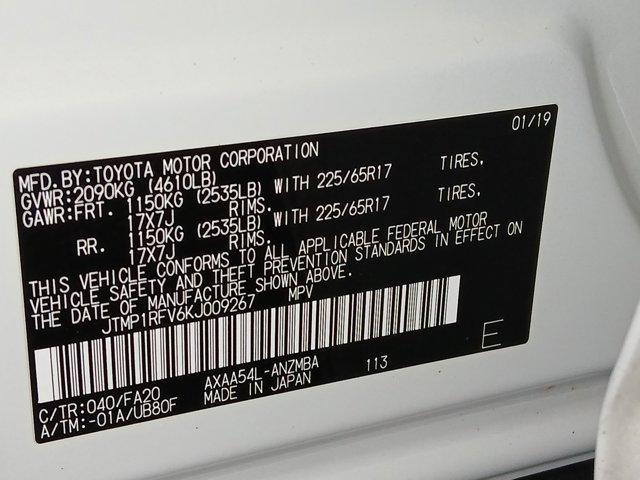 01/19
MFD.BY:TOYOTA MOTOR CORPORATION
GVWR:2090KG (4610LB)
GAWR:FRT. 1150KG (2535LB) WITH 225/65R17 TIRES,
17X7J RIMS.
RR. 1150KG (2535LB) WITH 225/65R17 TIRES,
17X7J RIMS.
THIS VEHICLE CONFORMS TO ALL APPLICABLE FEDERAL MOTOR
VEHICLE SAFETY AND THEFT PREVENTION STANDARDS IN EFFECT ON
THE DATE OF MANUFACTURE SHOWN ABOVE.
JTMP1RFV6KJ009267 MPV
E
C/TR:040/FA20 AXAA54L-ANZMBA 113
A/TM:-01A/UB80F MADE IN JAPAN